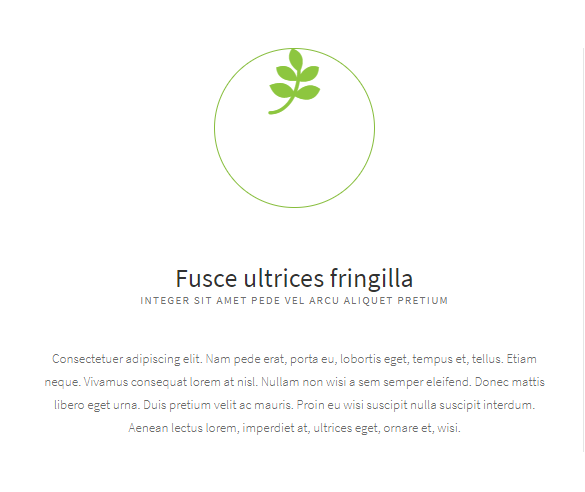 Fusce ultrices fringilla
INTEGER SIT AMET PEDE VEL ARCU ALIQUET PRETIUM
Consectetuer adipiscing elit. Nam pede erat, porta eu, lobortis eget, tempus et, tellus. Etiam
neque. Vivamus consequat lorem at nisl. Nullam non wisi a sem semper eleifend. Donec mattis
libero eget urna. Duis pretium velit ac mauris. Proin eu wisi suscipit nulla suscipit interdum.
Aenean lectus lorem, imperdiet at, ultrices eget, ornare et, wisi.